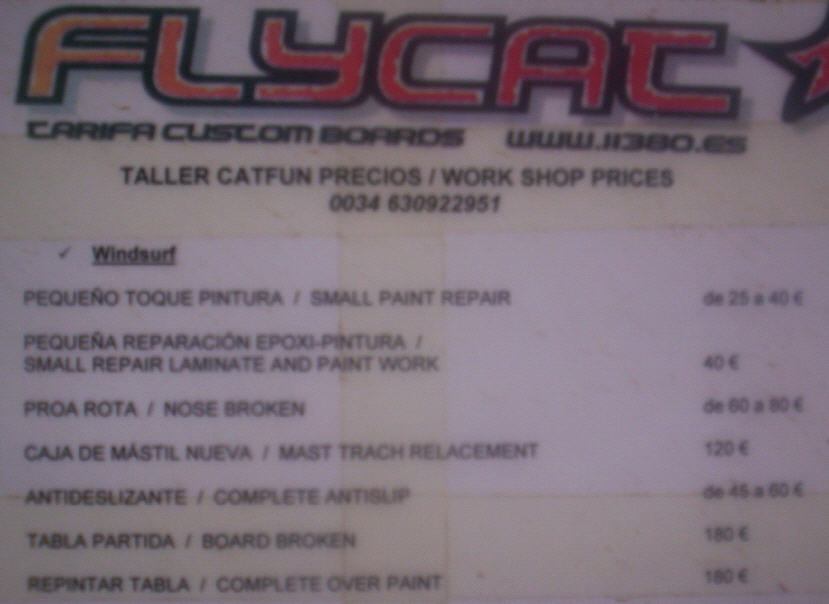 FLYCAT
TARIFA CUSTOM BOARDS WWW.11380.ES
TALLER CATFUN PRECIOS / WORK SHOP PRICES
0034 630922951
✓ Windsurf
PEQUEÑO TOQUE PINTURA / SMALL PAINT REPAIR de 25 a 40 €
PEQUEÑA REPARACIÓN EPOXI-PINTURA /
SMALL REPAIR LAMINATE AND PAINT WORK 40 €
PROA ROTA / NOSE BROKEN de 60 a 80 €
CAJA DE MÁSTIL NUEVA / MAST TRACH RELACEMENT 120 €
ANTIDESLIZANTE / COMPLETE ANTISLIP de 45 a 60 €
TABLA PARTIDA / BOARD BROKEN 180 €
REPINTAR TABLA / COMPLETE OVER PAINT 180 €